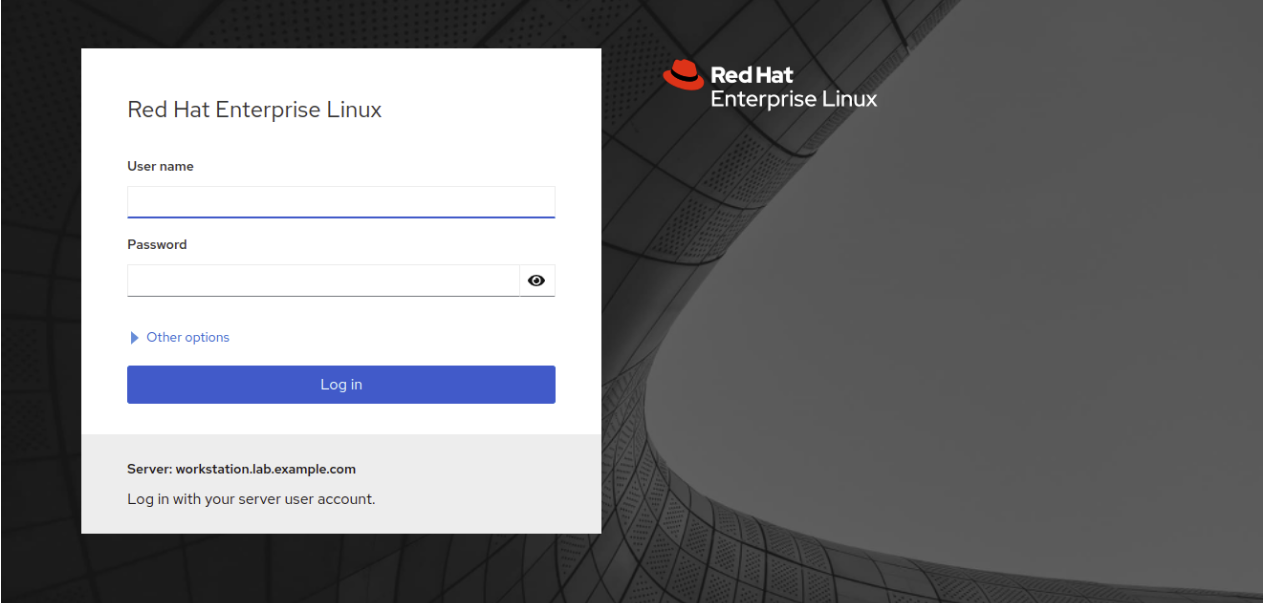 Red Hat Enterprise Linux
User name
Password
Other options
Log in
Server: workstation.lab.example.com
Log in with your server user account.
Red Hat
Enterprise Linux